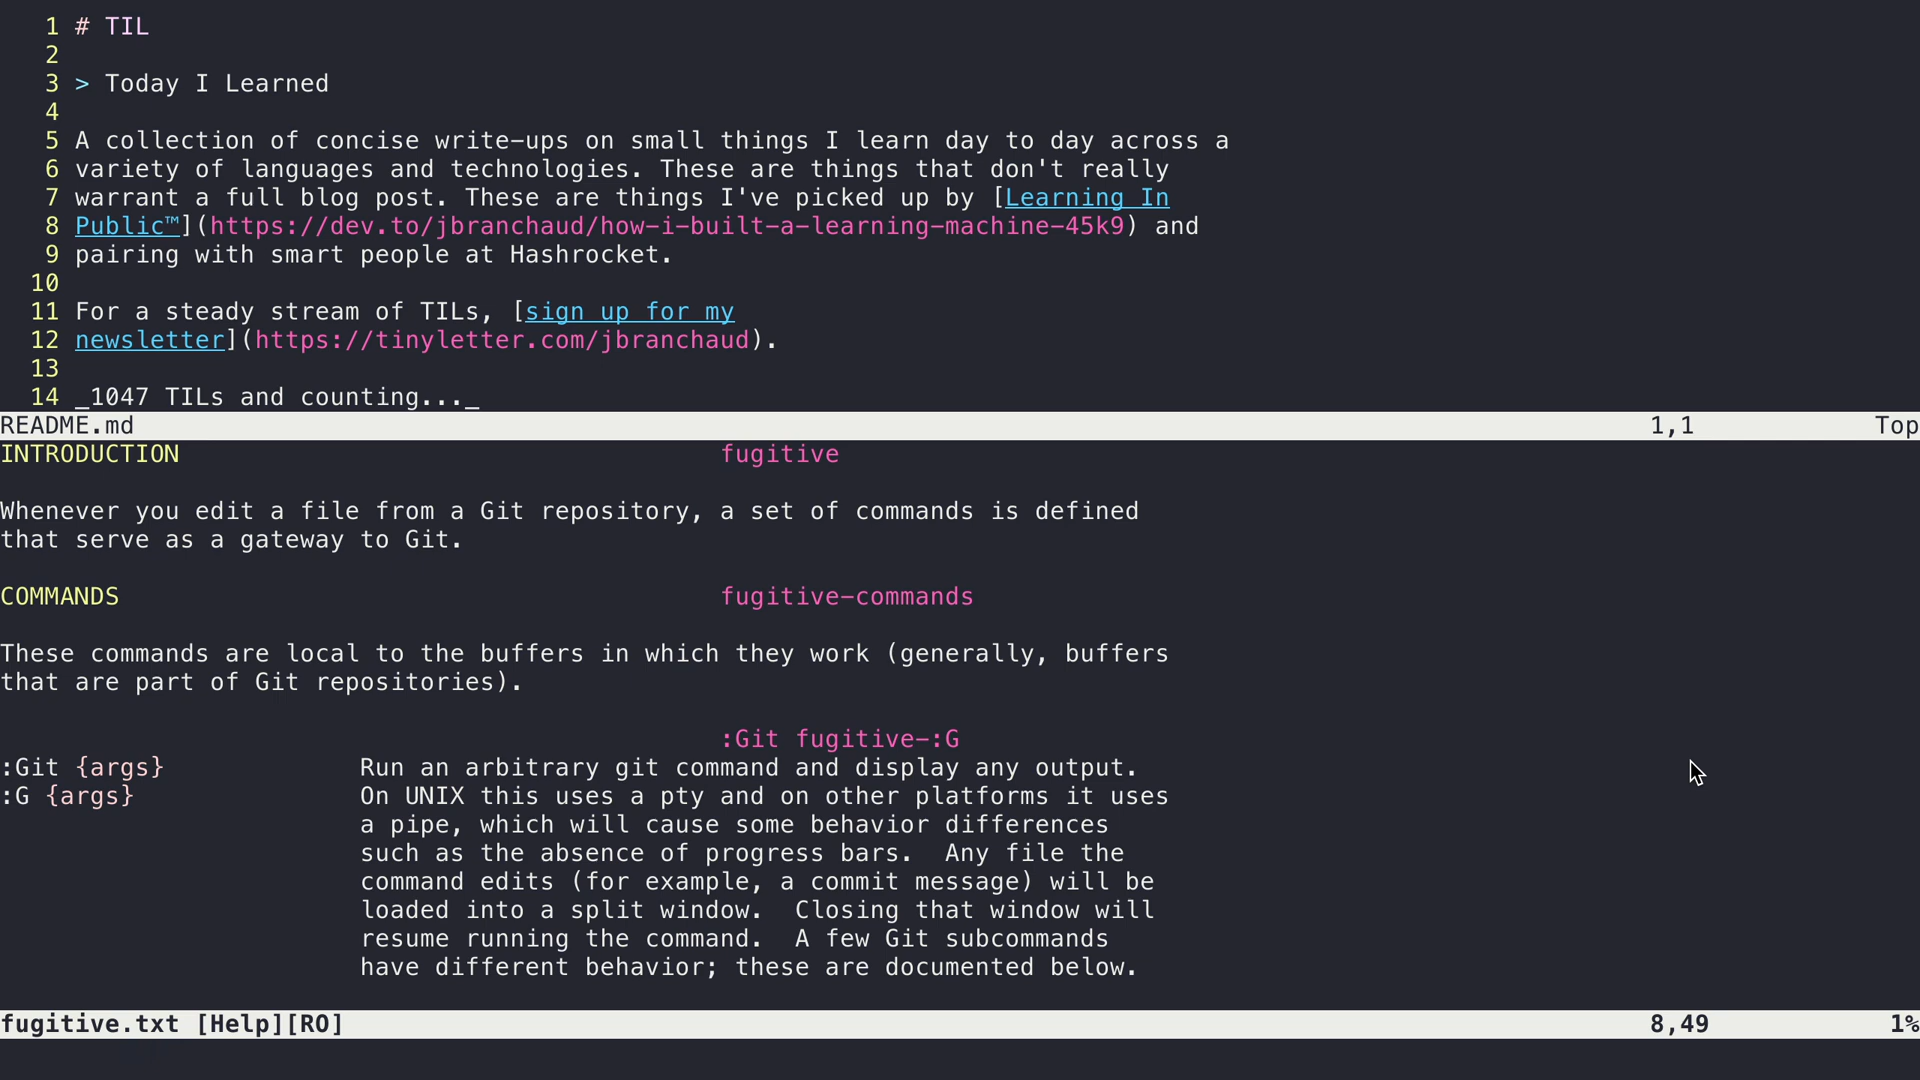 1 # TIL
2
3 > Today I Learned
4
5 A collection of concise write-ups on small things I learn day to day across a
6 variety of languages and technologies. These are things that don't really
7 warrant a full blog post. These are things I've picked up by [Learning In
8 Public™](https://dev.to/jbranchaud/how-i-built-a-learning-machine-45k9) and
9 pairing with smart people at Hashrocket.
10
11 For a steady stream of TILs, [sign up for my
12 newsletter](https://tinyletter.com/jbranchaud).
13
14 _1047 TILs and counting..._
README.md 1,1 Top
INTRODUCTION fugitive
Whenever you edit a file from a Git repository, a set of commands is defined
that serve as a gateway to Git.
COMMANDS fugitive-commands
These commands are local to the buffers in which they work (generally, buffers
that are part of Git repositories).
:Git fugitive-:G
:Git {args} Run an arbitrary git command and display any output.
:G {args} On UNIX this uses a pty and on other platforms it uses
a pipe, which will cause some behavior differences
such as the absence of progress bars.  Any file the
command edits (for example, a commit message) will be
loaded into a split window.  Closing that window will
resume running the command.  A few Git subcommands
have different behavior; these are documented below.
fugitive.txt [Help][RO] 8,49 1%